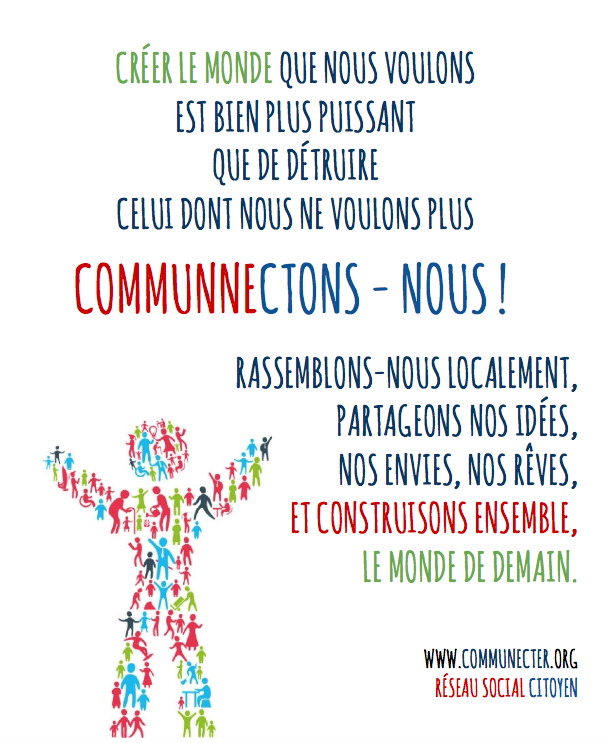 CRÉER LE MONDE QUE NOUS VOULONS
EST BIEN PLUS PUISSANT
QUE DE DÉTRUIRE
CELUI DONT NOUS NE VOULONS PLUS
COMMUNNECTONS - NOUS !
RASSEMBLONS-NOUS LOCALEMENT,
PARTAGEONS NOS IDÉES,
NOS ENVIES, NOS RÊVES,
ET CONSTRUISONS ENSEMBLE,
LE MONDE DE DEMAIN.
WWW.COMMUNECTER.ORG
RÉSEAU SOCIAL CITOYEN